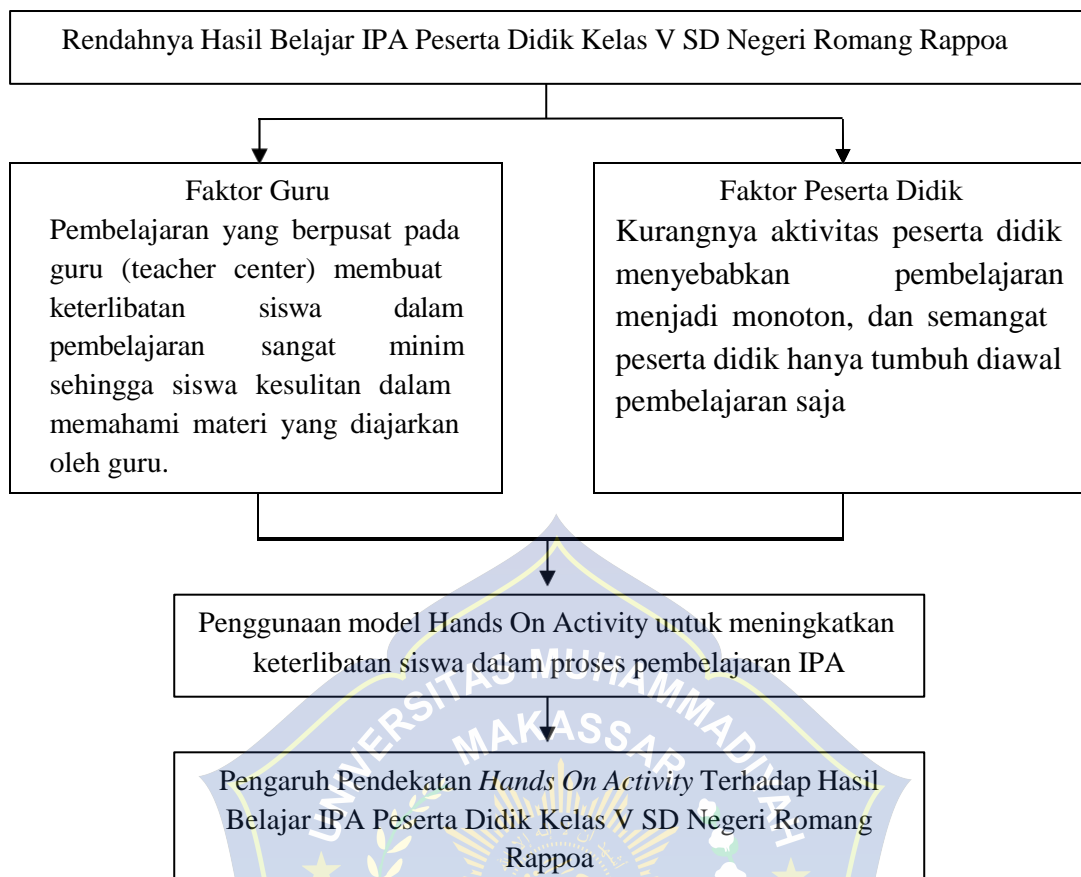 Rendahnya Hasil Belajar IPA Peserta Didik Kelas V SD Negeri Romang Rappoa
Faktor Guru
Pembelajaran yang berpusat pada
guru (teacher center) membuat
keterlibatan siswa dalam
pembelajaran sangat minim
sehingga siswa kesulitan dalam
memahami materi yang diajarkan
oleh guru.
Faktor Peserta Didik
Kurangnya aktivitas peserta didik
menyebabkan pembelajaran
menjadi monoton, dan semangat
peserta didik hanya tumbuh diawal
pembelajaran saja
Penggunaan model Hands On Activity untuk meningkatkan
keterlibatan siswa dalam proses pembelajaran IPA
UNIVERSITAS MUHAMMADIYAH
MAKASSAR
Pengaruh Pendekatan Hands On Activity Terhadap Hasil
Belajar IPA Peserta Didik Kelas V SD Negeri Romang
Rappoa